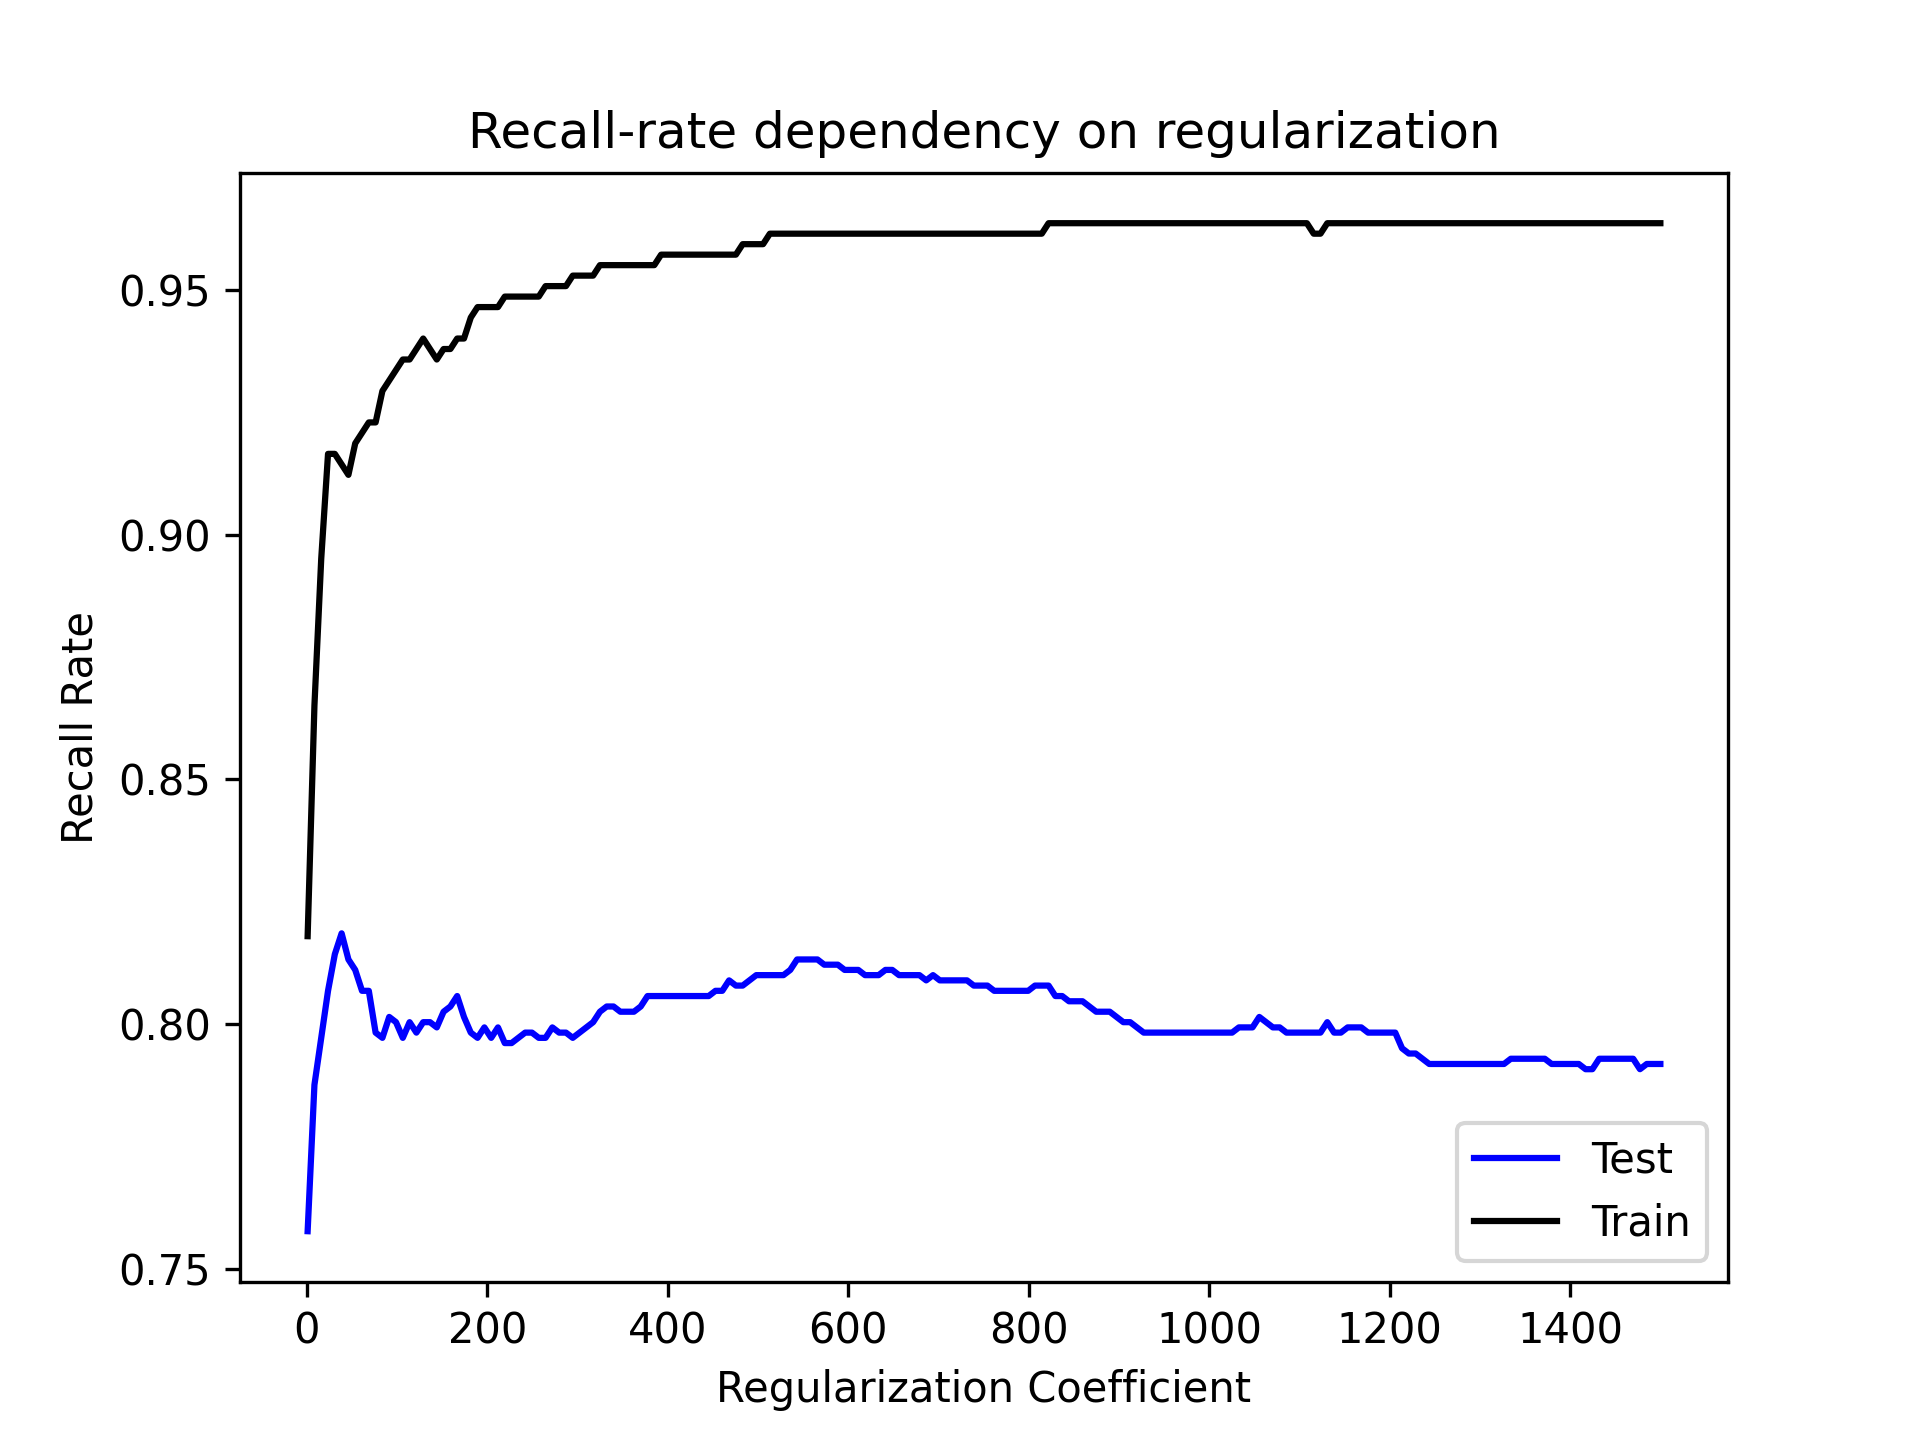 Recall-rate dependency on regularization
Recall Rate
0.95
0.90
0.85
0.80
0.75
0 200 400 600 800 1000 1200 1400
Regularization Coefficient
Test
Train